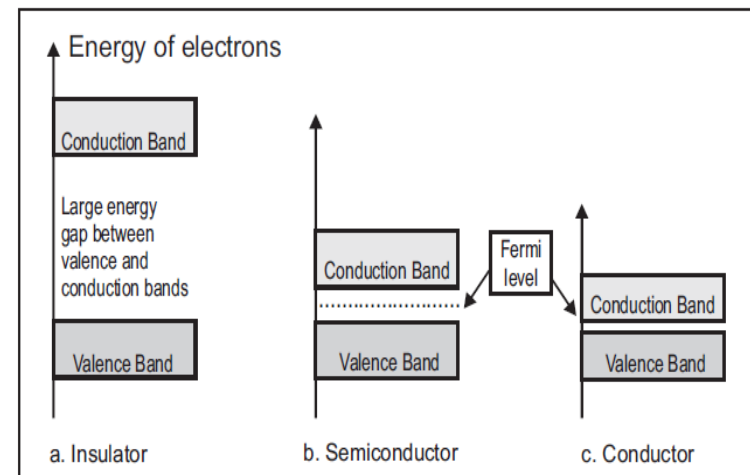 Energy of electrons
Conduction Band
Large energy
gap between
valence and
conduction bands
Valence Band
a. Insulator
Conduction Band
Valence Band
b. Semiconductor
Fermi
level
Conduction Band
Valence Band
c. Conductor